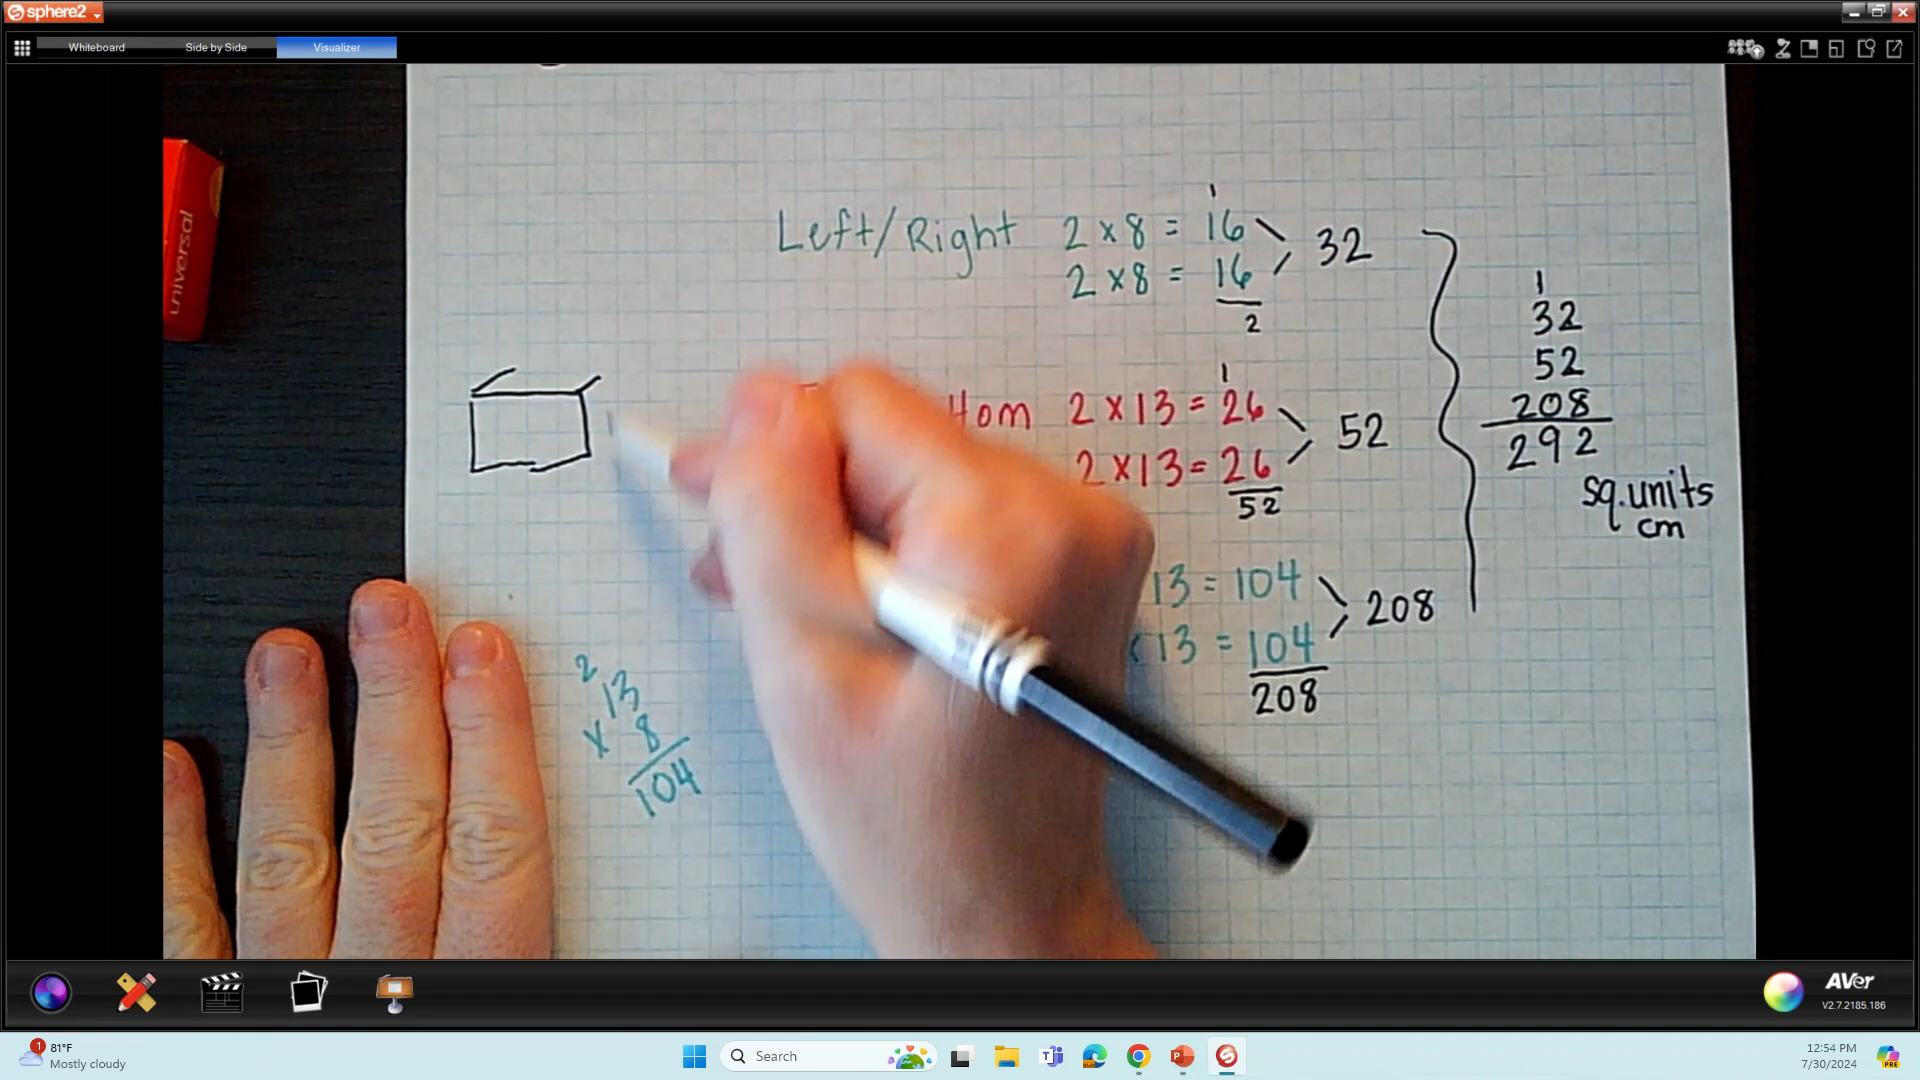 sphere2
Whiteboard Side by Side Visualizer
universal
Left/Right 2 x 8 = 16
2 x 8 = 16
2
1
32
2 x 13 = 26
2 x 13 = 26
52
1
52
13 = 104
13 = 104
208
208
1
32
52
208
292
sq. units
cm
2
13
x 8
104
AVer
V2.7.2185.186
1
81°F
Mostly cloudy
Search
12:54 PM
7/30/2024
PRE